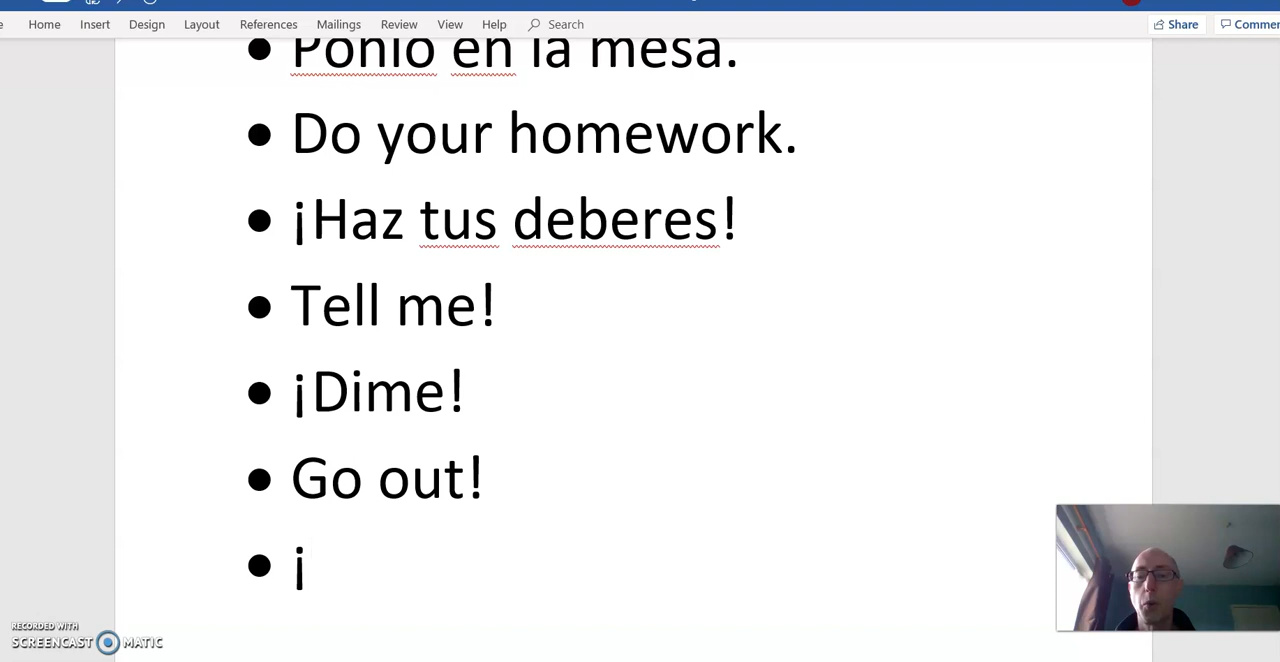 Home Insert Design Layout References Mailings Review View Help Search Share
• Ponlo en la mesa.
• Do your homework.
• ¡Haz tus deberes!
• Tell me!
• ¡Dime!
• Go out!
• ¡
RECORDED WITH
SCREENCAST MATIC